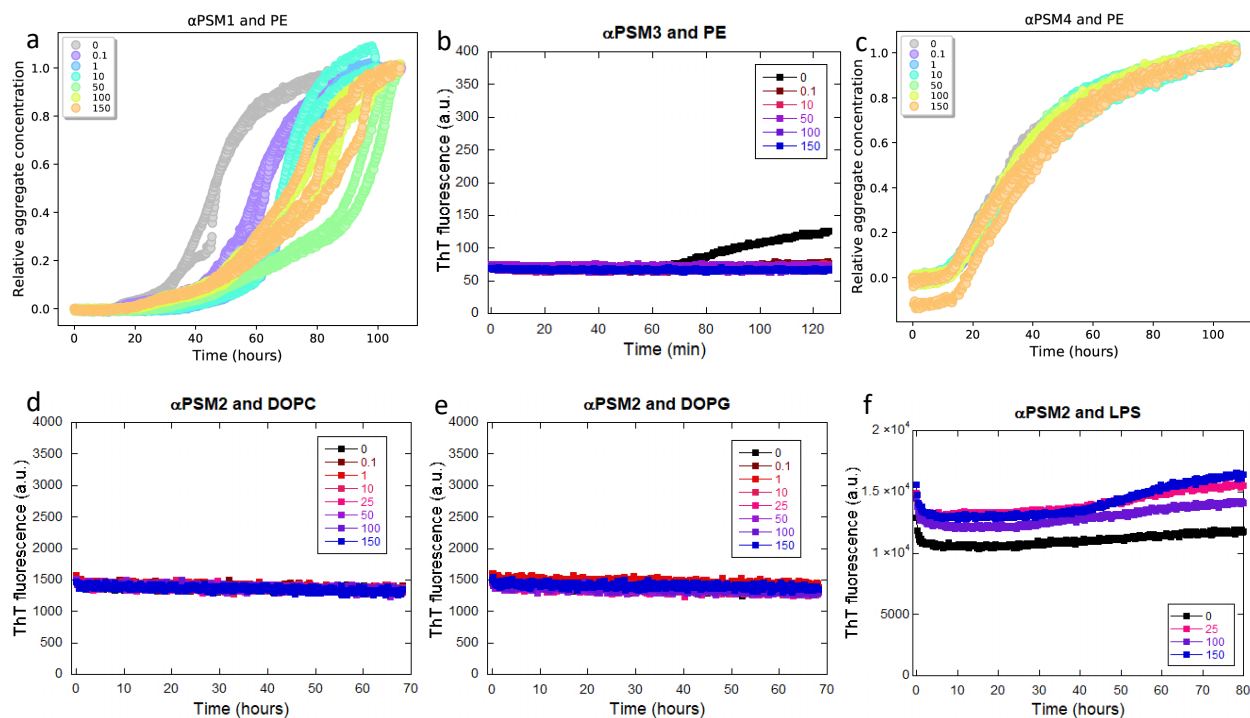 a
αPSM1 and PE
0
0.1
1
10
50
100
150
1.0
0.8
0.6
0.4
0.2
0.0
Relative aggregate concentration
0 20 40 60 80 100
Time (hours)
b
αPSM3 and PE
0
0.1
10
50
100
150
400
350
300
250
200
150
100
50
0
ThT fluorescence (a.u.)
0 20 40 60 80 100 120
Time (min)
c
αPSM4 and PE
0
0.1
1
10
50
100
150
1.0
0.8
0.6
0.4
0.2
0.0
Relative aggregate concentration
0 20 40 60 80 100
Time (hours)
d
αPSM2 and DOPC
0
0.1
1
10
25
50
100
150
4000
3500
3000
2500
2000
1500
1000
500
0
ThT fluorescence (a.u.)
0 10 20 30 40 50 60 70
Time (hours)
e
αPSM2 and DOPG
0
0.1
1
10
25
50
100
150
4000
3500
3000
2500
2000
1500
1000
500
0
ThT fluorescence (a.u.)
0 10 20 30 40 50 60 70
Time (hours)
f
αPSM2 and LPS
2 ×10⁴
1.5×10⁴
1 ×10⁴
5000
0
ThT fluorescence (a.u.)
0
25
100
150
0 10 20 30 40 50 60 70 80
Time (hours)